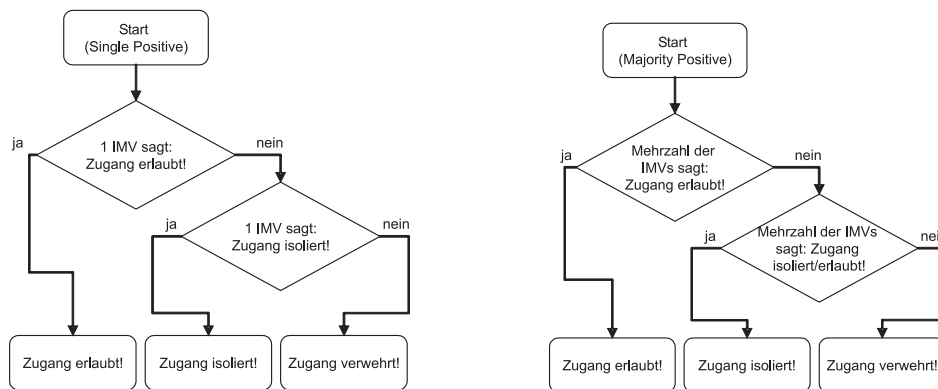 Start
(Single Positive)
ja
1 IMV sagt:
Zugang erlaubt!
nein
ja
1 IMV sagt:
Zugang isoliert!
nein
Zugang erlaubt!
Zugang isoliert!
Zugang verwehrt!
Start
(Majority Positive)
ja
Mehrzahl der
IMVs sagt:
Zugang erlaubt!
nein
ja
Mehrzahl der IMVs
sagt: Zugang
isoliert/erlaubt!
Zugang erlaubt!
Zugang isoliert!
Zugang verwehrt!